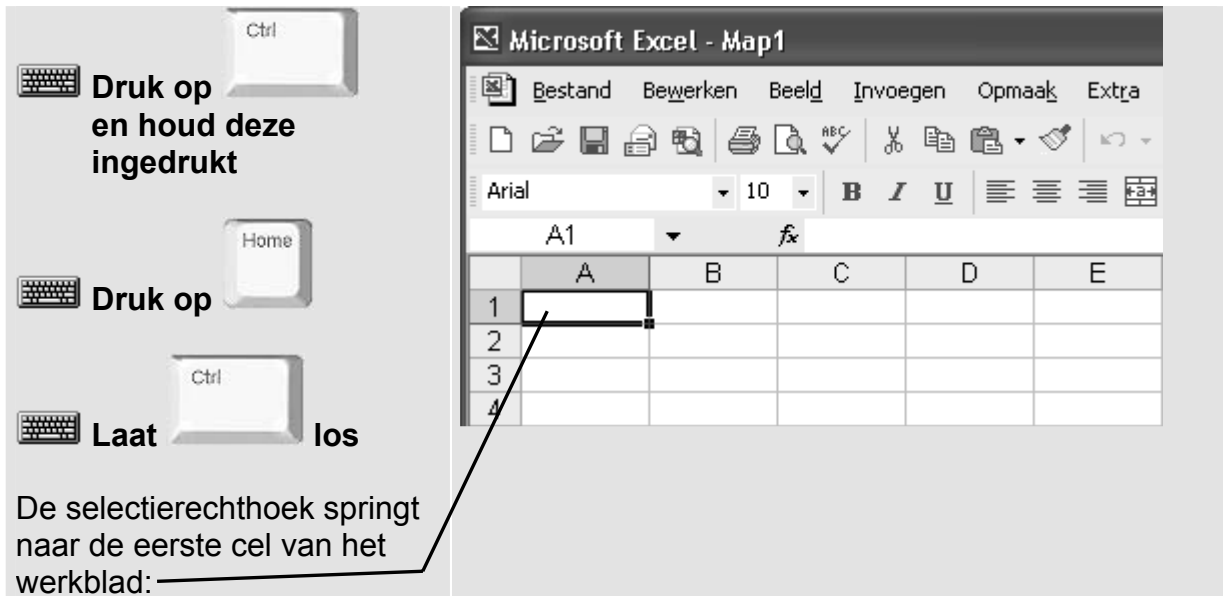 Ctrl
Druk op
en houd deze
ingedrukt
Home
Druk op
Ctrl
Laat los
De selectierechthoek springt
naar de eerste cel van het
werkblad:
Microsoft Excel - Map1
Bestand Bewerken Beeld Invoegen Opmaak Extra
ABC
Arial 10 B I U a
A1 fx
A B C D E
1
2
3
4